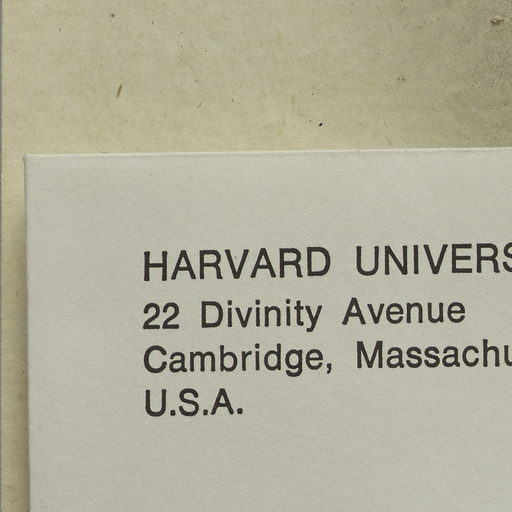 HARVARD UNIVERS
22 Divinity Avenue
Cambridge, Massachu
U.S.A.